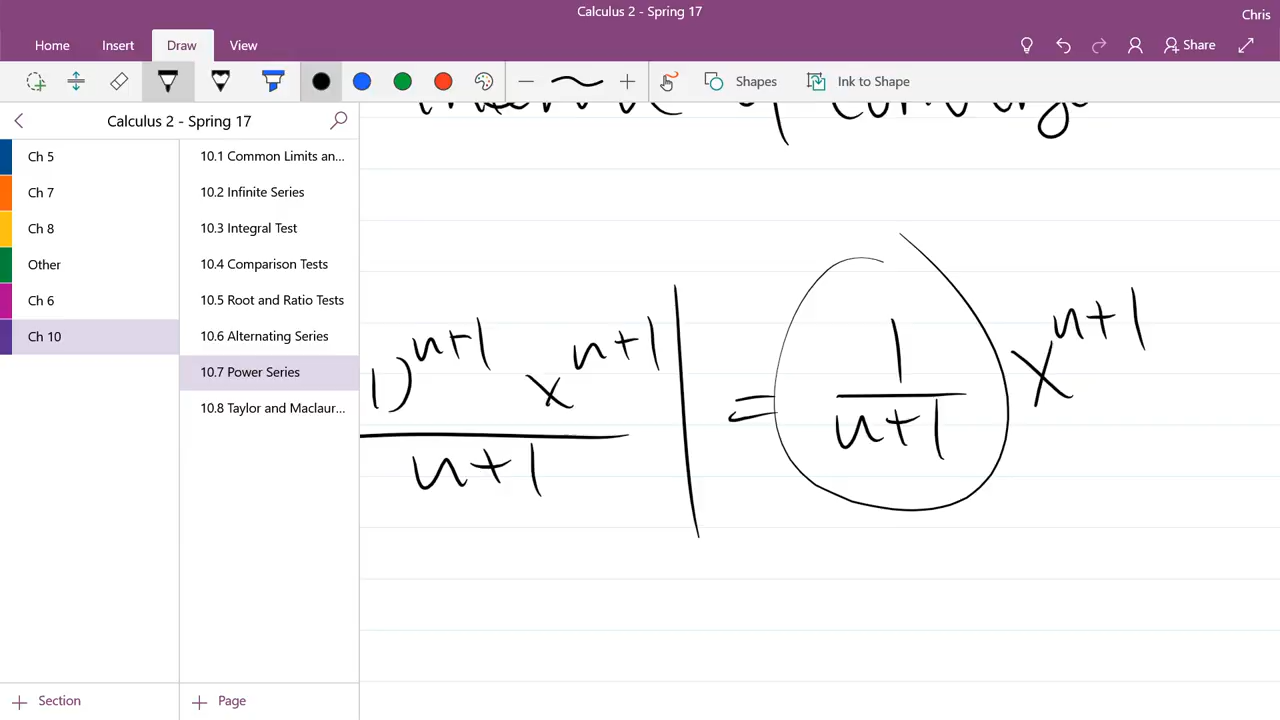 Calculus 2 - Spring 17
Chris
Home Insert Draw View
Share
Shapes
Ink to Shape
Calculus 2 - Spring 17
Ch 5
Ch 7
Ch 8
Other
Ch 6
Ch 10
10.1 Common Limits an...
10.2 Infinite Series
10.3 Integral Test
10.4 Comparison Tests
10.5 Root and Ratio Tests
10.6 Alternating Series
10.7 Power Series
10.8 Taylor and Maclaur...
Section
Page
of
1)^{n+1} x^{n+1} / n+1 | = 1 / n+1 x^{n+1}